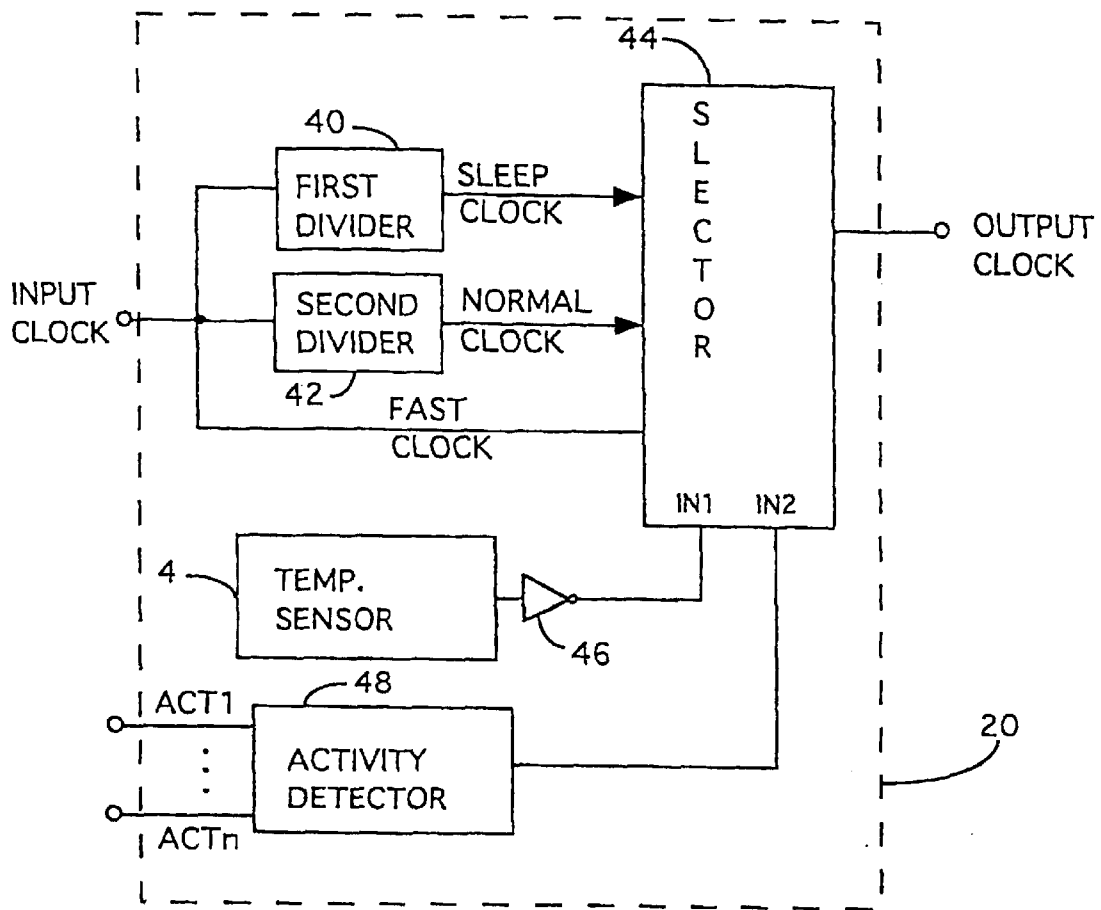 44
S
L
E
C
T
O
R
40
FIRST
DIVIDER
SLEEP
CLOCK
OUTPUT
CLOCK
INPUT
CLOCK
SECOND
DIVIDER
42
NORMAL
CLOCK
FAST
CLOCK
IN1 IN2
4
TEMP.
SENSOR
46
48
ACT1
ACTn
ACTIVITY
DETECTOR
20